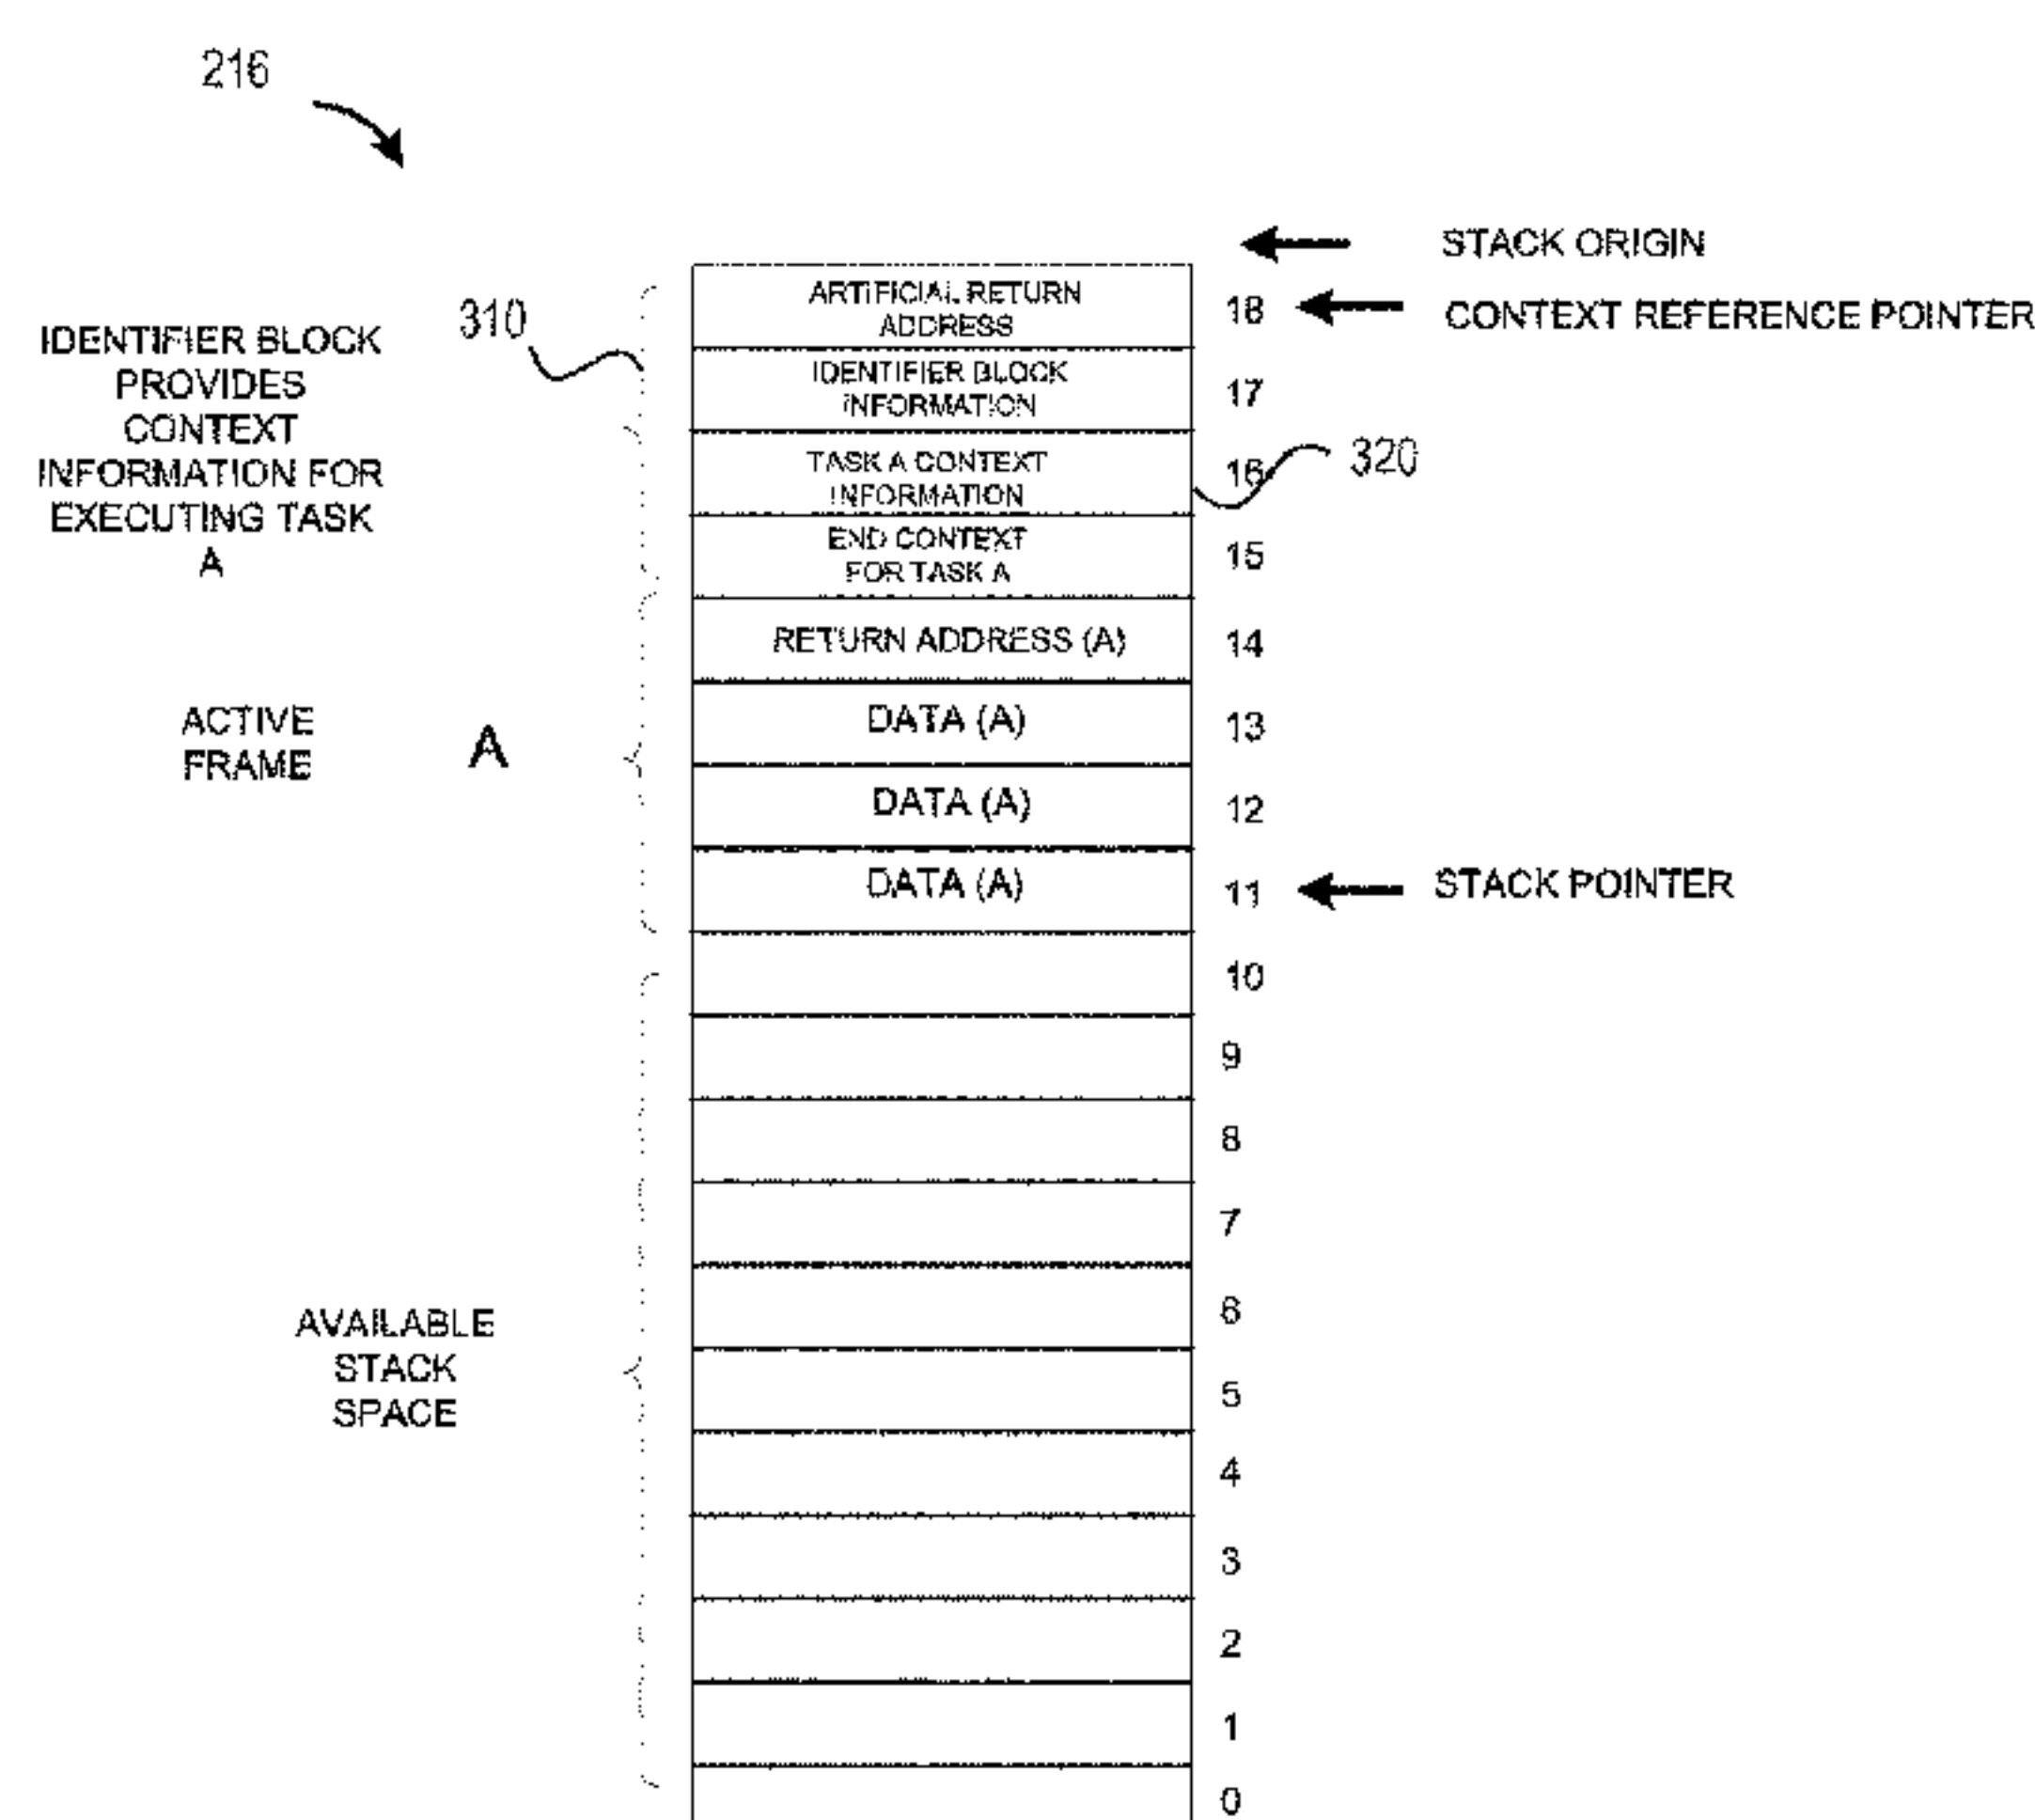 216
STACK ORIGIN
ARTIFICIAL RETURN
ADDRESS
18
CONTEXT REFERENCE POINTER
310
IDENTIFIER BLOCK
PROVIDES
CONTEXT
INFORMATION FOR
EXECUTING TASK
A
IDENTIFIER BLOCK
INFORMATION
17
TASK A CONTEXT
INFORMATION
16
320
END CONTEXT
FOR TASK A
15
RETURN ADDRESS (A)
14
ACTIVE
FRAME
A
DATA (A)
13
DATA (A)
12
DATA (A)
11
STACK POINTER
10
9
8
7
6
AVAILABLE
STACK
SPACE
5
4
3
2
1
0